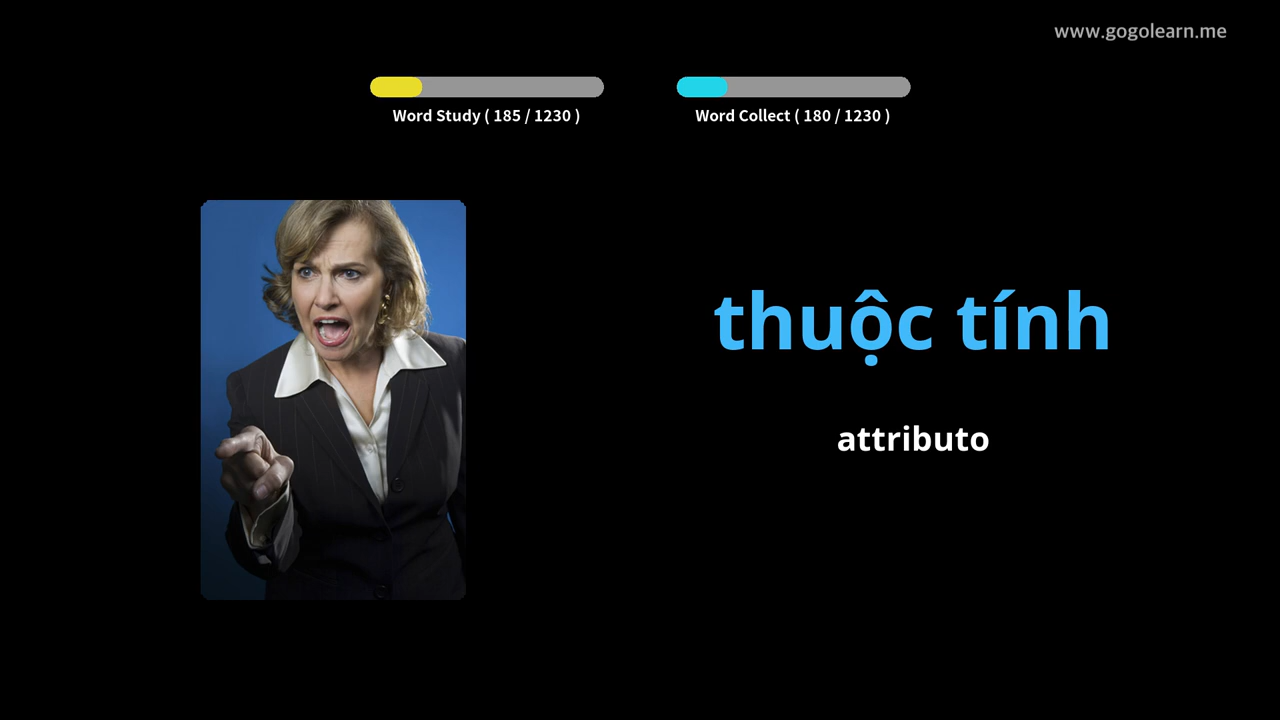 www.gogolearn.me
Word Study ( 185 / 1230 )
Word Collect ( 180 / 1230 )
thuộc tính
attributo